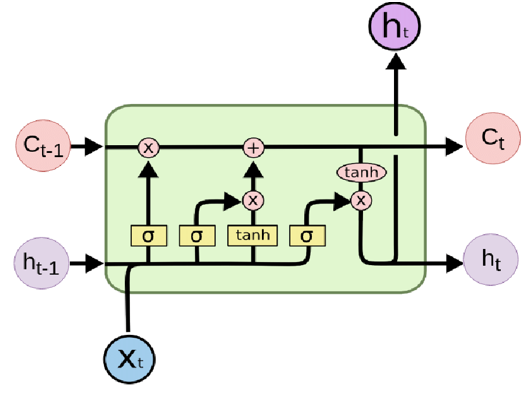 hₜ
Cₜ₋₁
x
+
Cₜ
tanh
x
x
σ
σ
tanh
σ
hₜ₋₁
hₜ
Xₜ